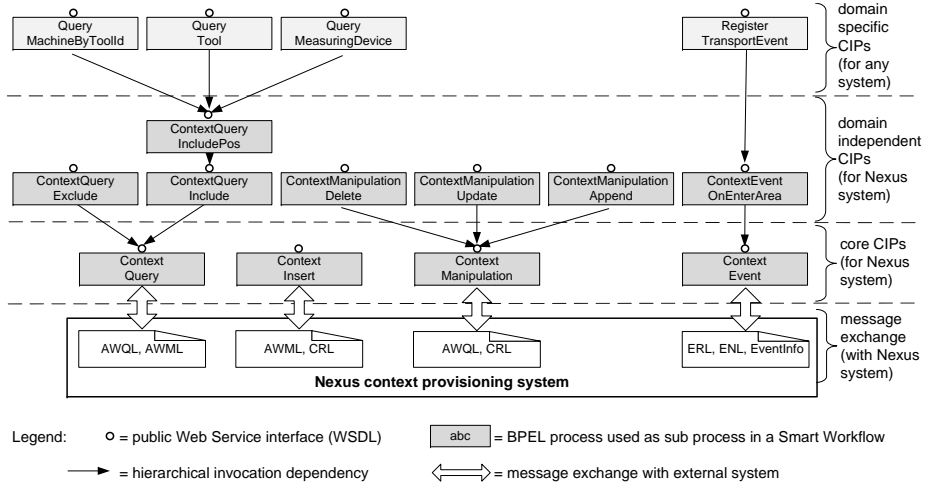 Query
MachineByToolId
Query
Tool
Query
MeasuringDevice
Register
TransportEvent
domain
specific
CIPs
(for any
system)
ContextQuery
IncludePos
ContextQuery
Exclude
ContextQuery
Include
ContextManipulation
Delete
ContextManipulation
Update
ContextManipulation
Append
ContextEvent
OnEnterArea
domain
independent
CIPs
(for Nexus
system)
Context
Query
Context
Insert
Context
Manipulation
Context
Event
core CIPs
(for Nexus
system)
AWQL, AWML
AWML, CRL
AWQL, CRL
ERL, ENL, EventInfo
Nexus context provisioning system
message
exchange
(with Nexus
system)
Legend:
= public Web Service interface (WSDL)
abc
= BPEL process used as sub process in a Smart Workflow
= hierarchical invocation dependency
= message exchange with external system